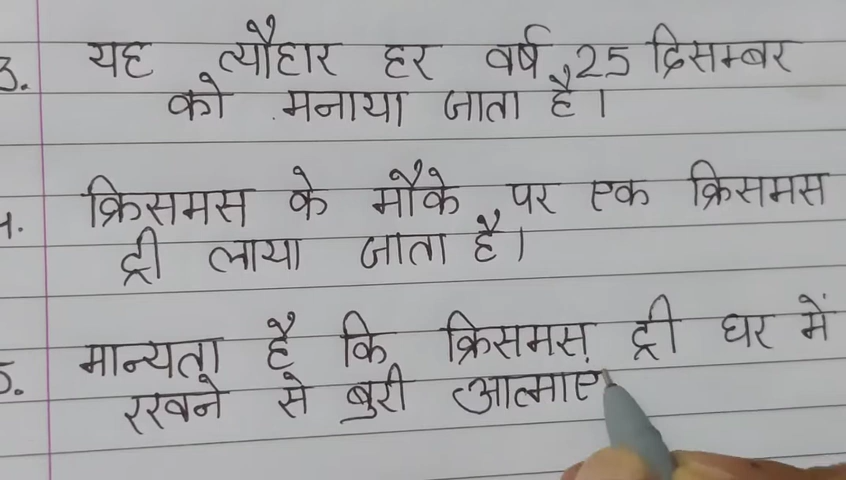 3. यह त्यौहार हर वर्ष 25 दिसम्बर
को मनाया जाता है।
4. क्रिसमस के मौके पर एक क्रिसमस
ट्री लाया जाता है।
5. मान्यता है कि क्रिसमस ट्री घर में
रखने से बुरी आत्माए